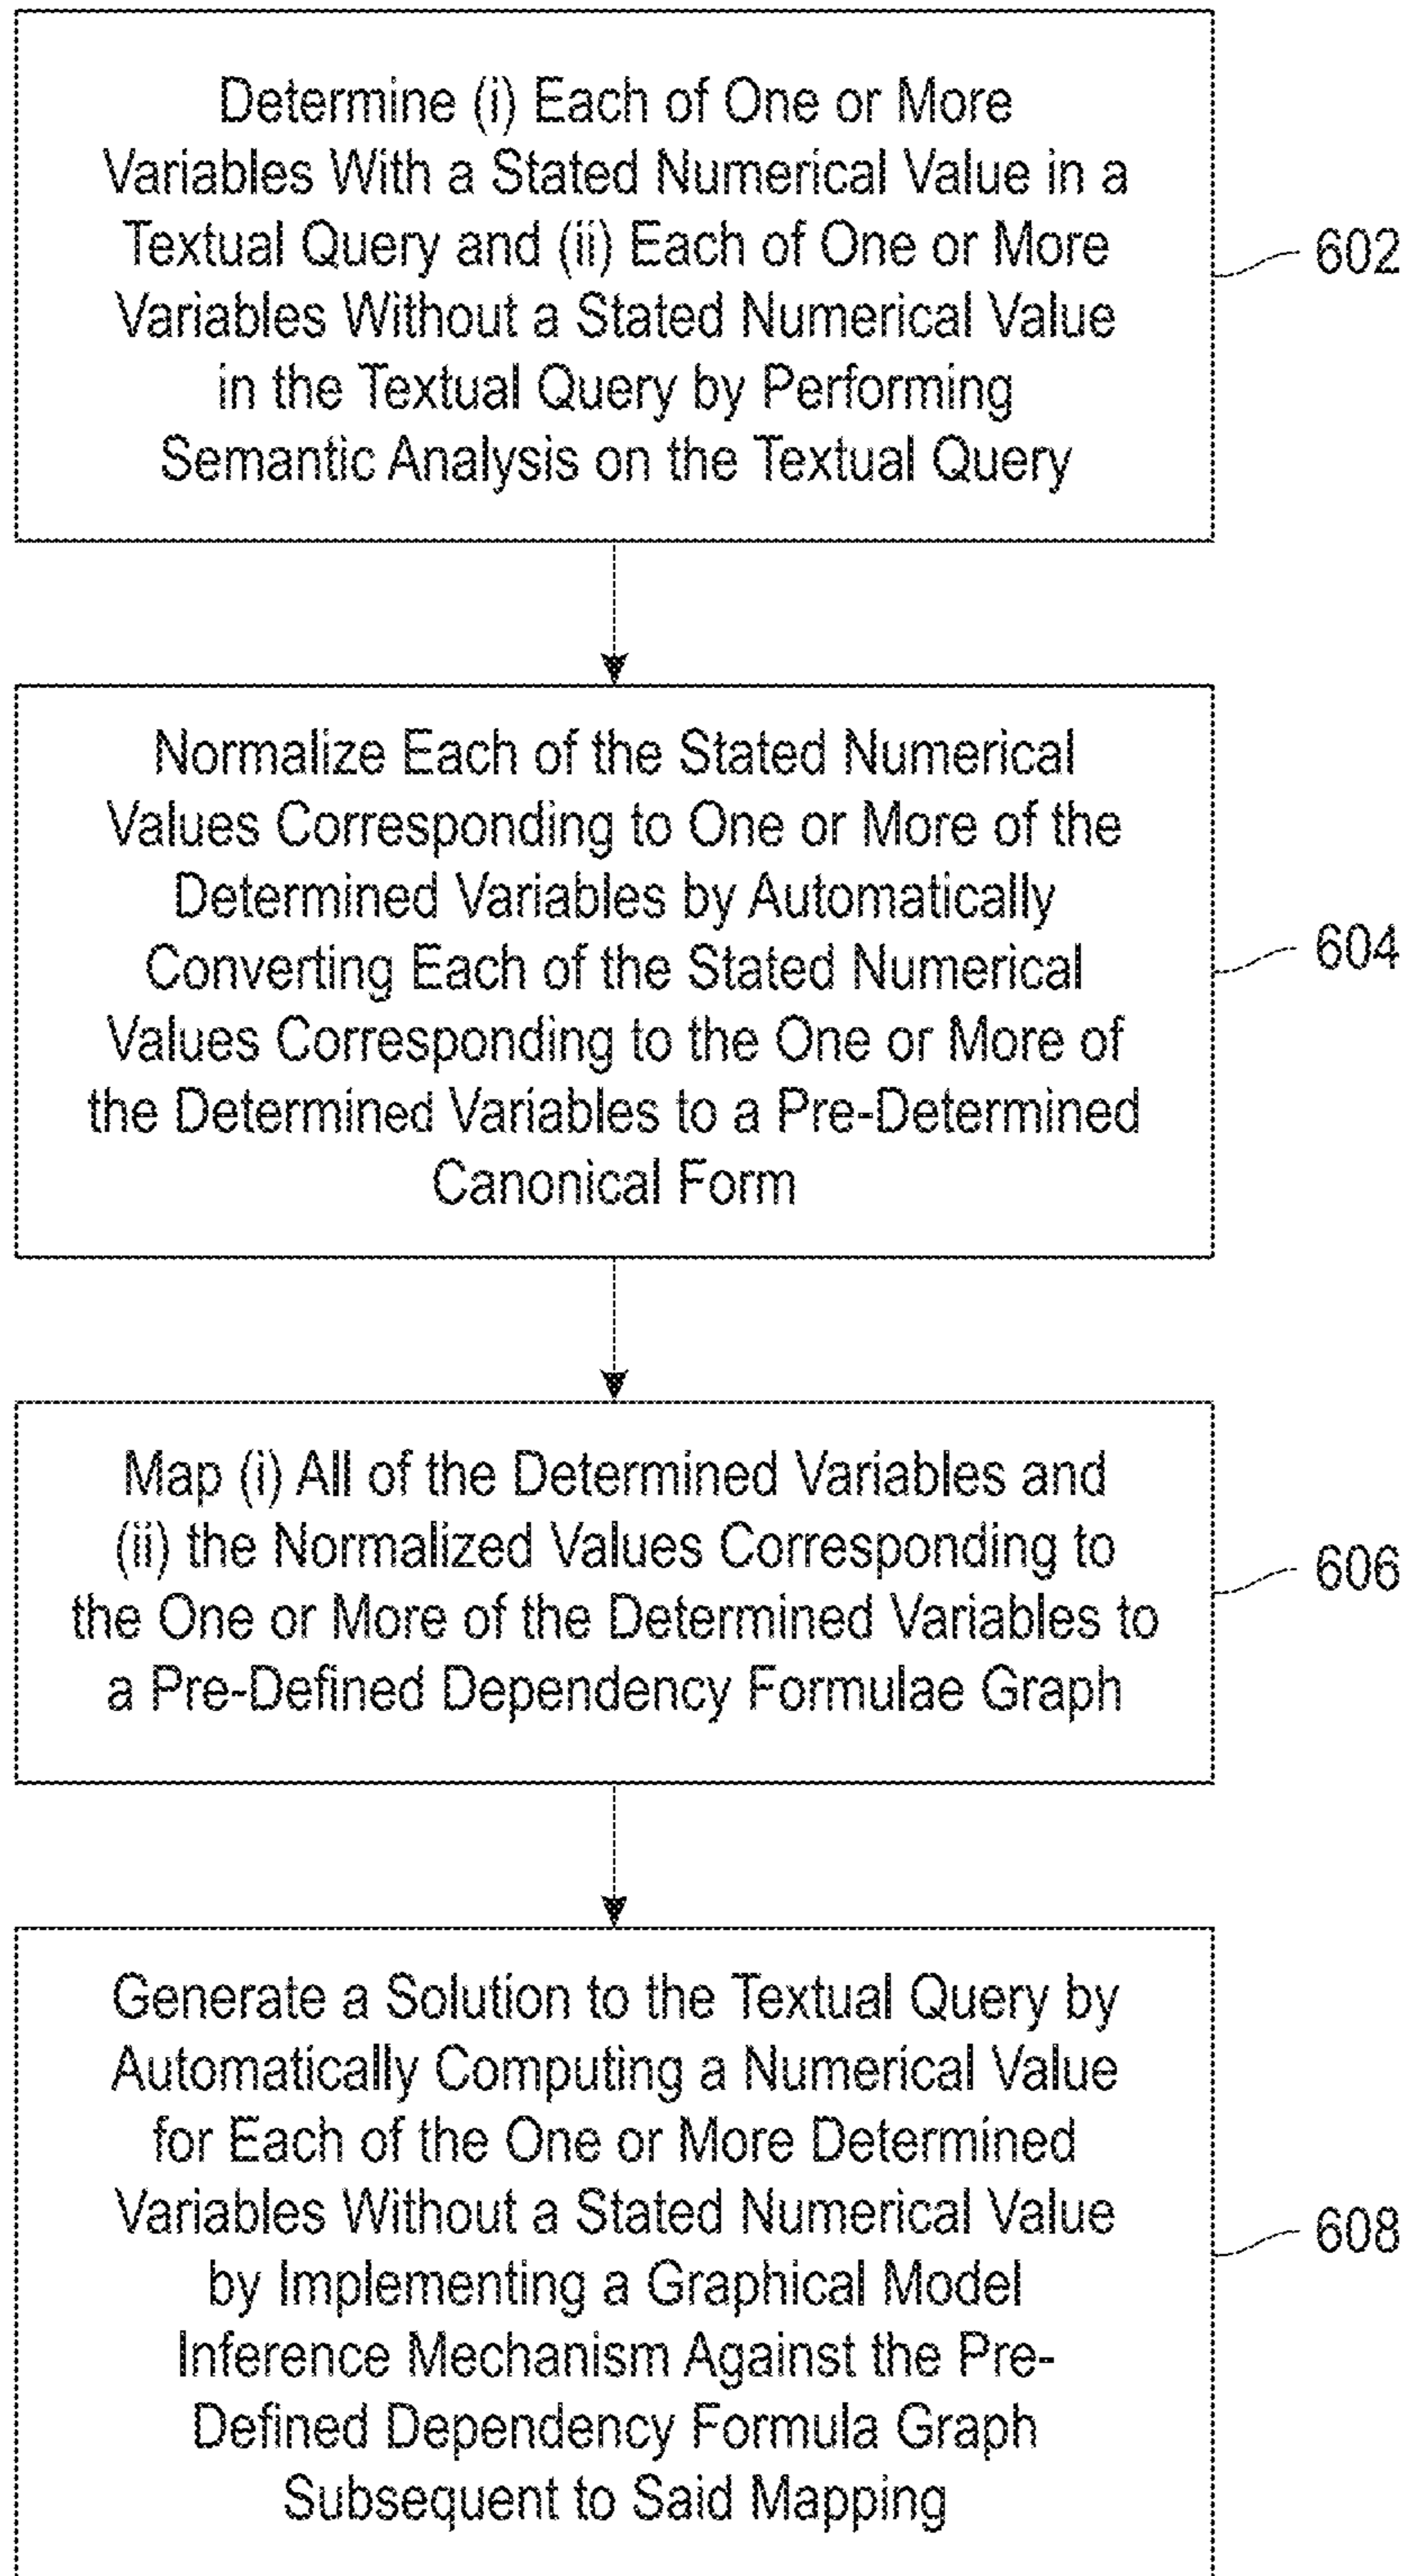 Determine (i) Each of One or More
Variables With a Stated Numerical Value in a
Textual Query and (ii) Each of One or More
Variables Without a Stated Numerical Value
in the Textual Query by Performing
Semantic Analysis on the Textual Query
602
Normalize Each of the Stated Numerical
Values Corresponding to One or More of the
Determined Variables by Automatically
Converting Each of the Stated Numerical
Values Corresponding to the One or More of
the Determined Variables to a Pre-Determined
Canonical Form
604
Map (i) All of the Determined Variables and
(ii) the Normalized Values Corresponding to
the One or More of the Determined Variables to
a Pre-Defined Dependency Formulae Graph
606
Generate a Solution to the Textual Query by
Automatically Computing a Numerical Value
for Each of the One or More Determined
Variables Without a Stated Numerical Value
by Implementing a Graphical Model
Inference Mechanism Against the Pre-
Defined Dependency Formula Graph
Subsequent to Said Mapping
608